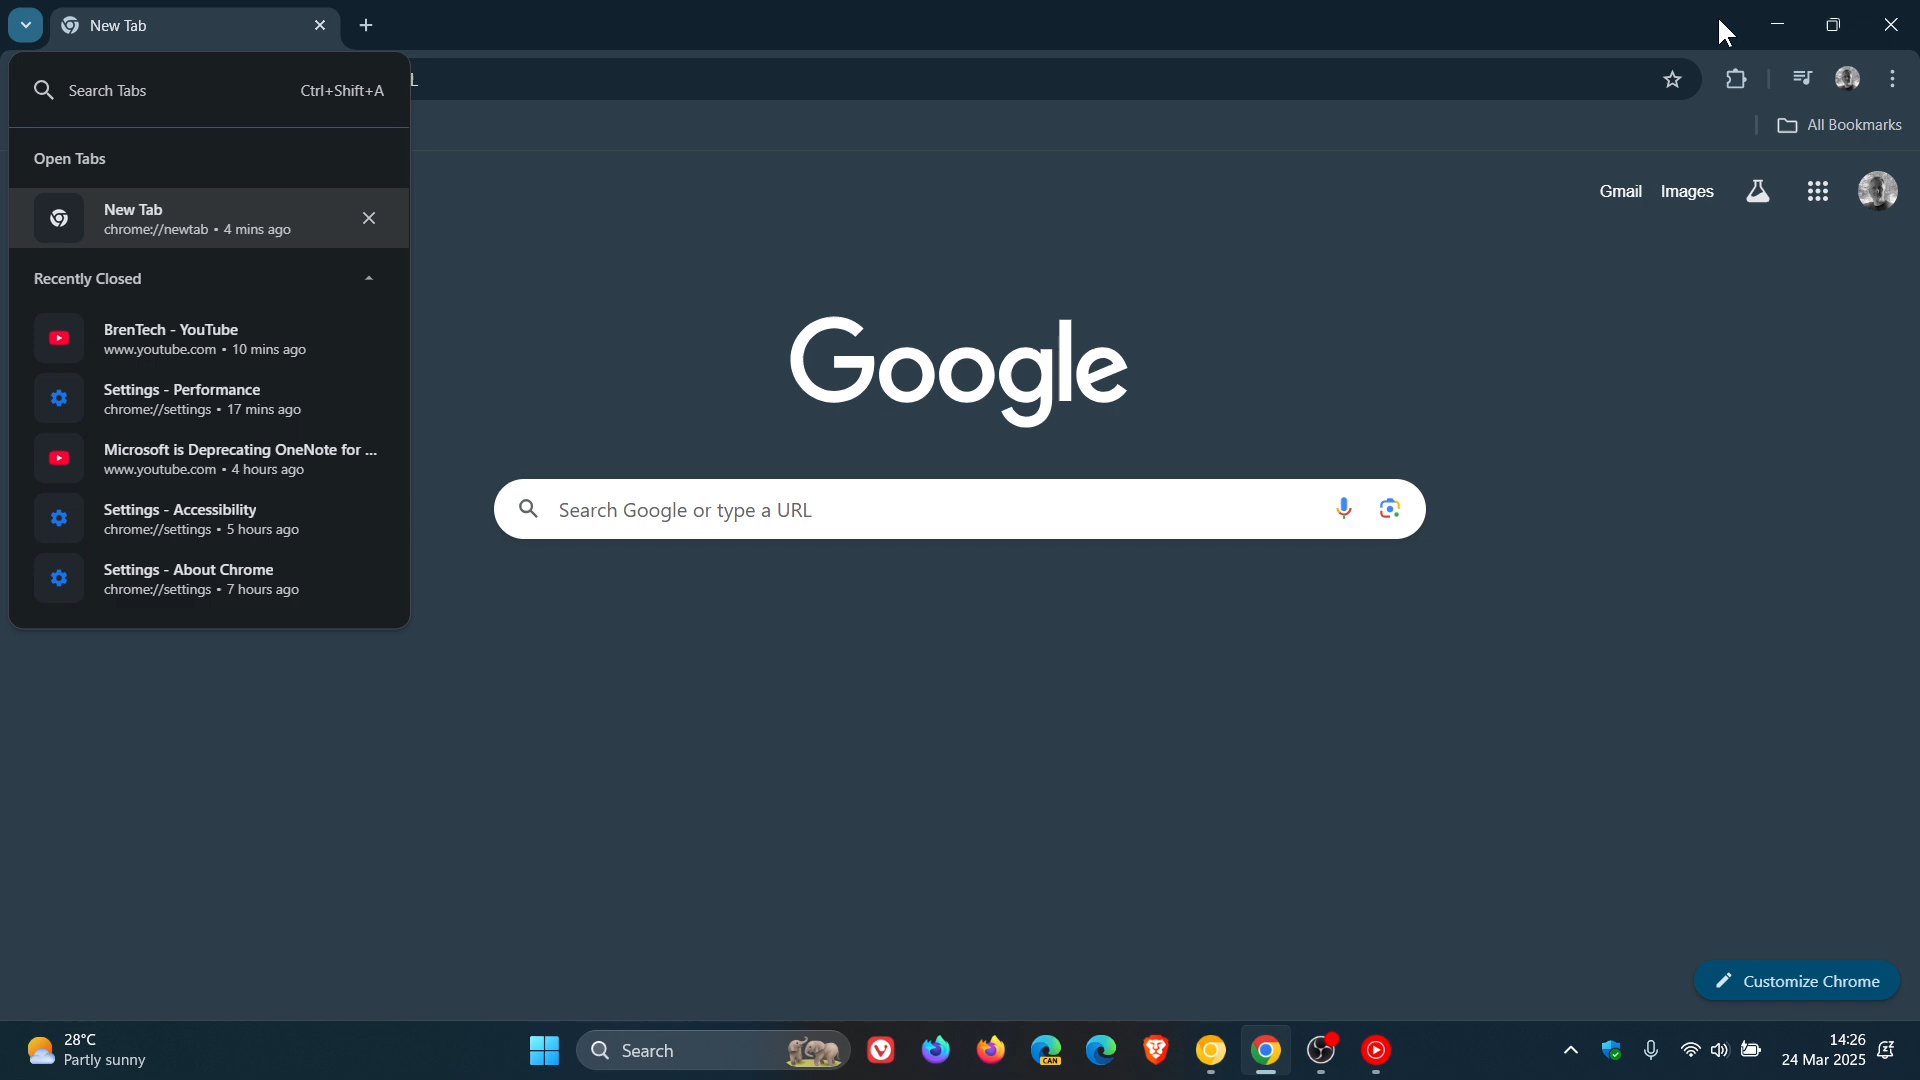 New Tab
Search Tabs
Ctrl+Shift+A
L
All Bookmarks
Open Tabs
New Tab
chrome://newtab • 4 mins ago
Gmail
Images
Recently Closed
BrenTech - YouTube
www.youtube.com • 10 mins ago
Settings - Performance
chrome://settings • 17 mins ago
Microsoft is Deprecating OneNote for ...
www.youtube.com • 4 hours ago
Settings - Accessibility
chrome://settings • 5 hours ago
Settings - About Chrome
chrome://settings • 7 hours ago
Google
Search Google or type a URL
Customize Chrome
28°C
Partly sunny
Search
CAN
14:26
24 Mar 2025